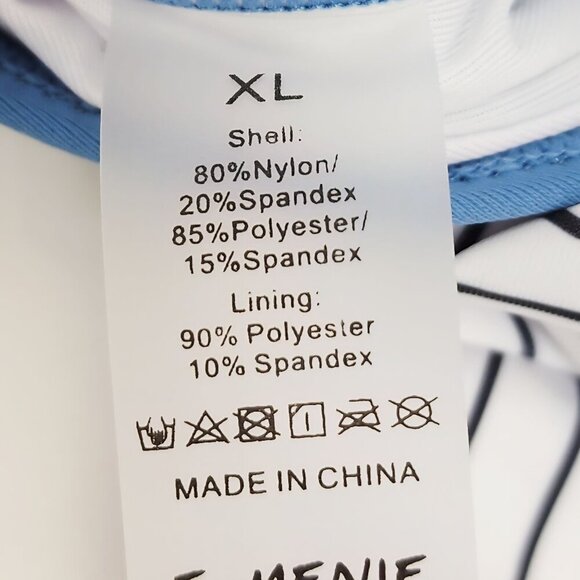 XL
Shell:
80%Nylon/
20%Spandex
85%Polyester/
15%Spandex
Lining:
90% Polyester
10% Spandex
MADE IN CHINA